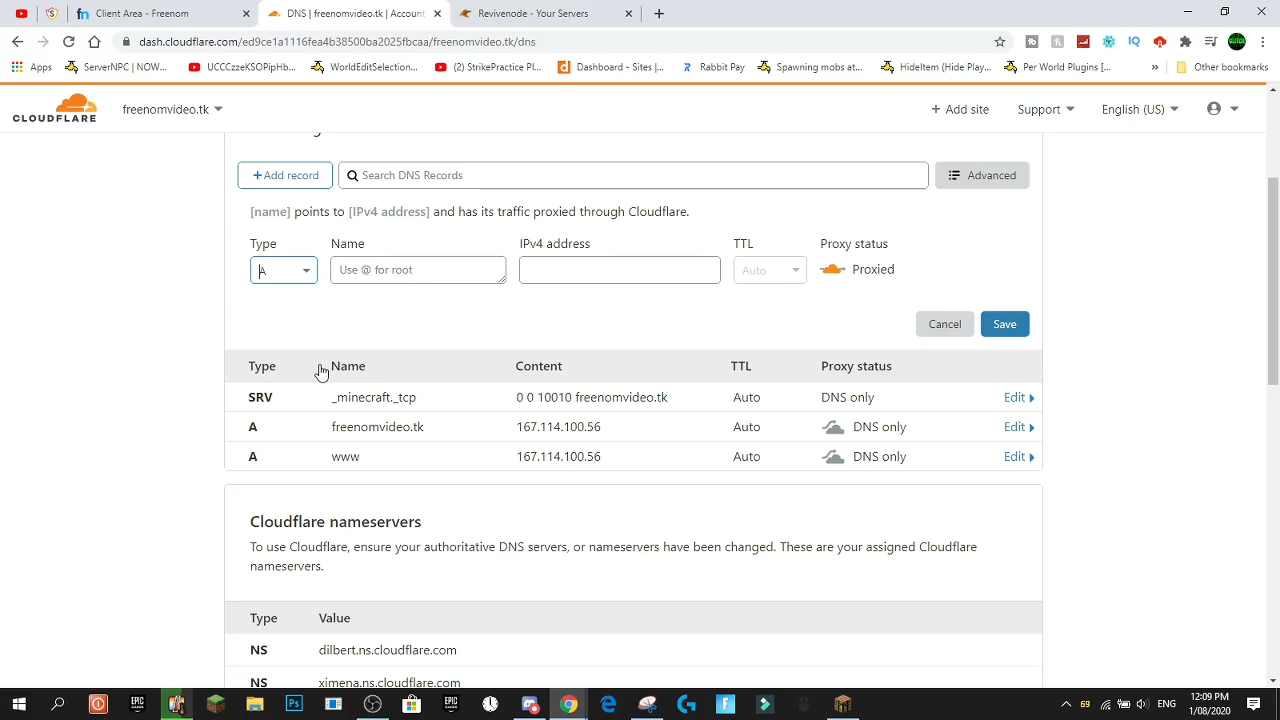 Client Area - Freenom
DNS | freenomvideo.tk | Account
Revivenode - Your Servers
dash.cloudflare.com/ed9ce1a1116fea4b38500ba2025fbcaa/freenomvideo.tk/dns
Apps
ServerNPC | NOW...
UCCCzzeKSOPipHb...
WorldEditSelection...
(2) StrikePractice Pl...
Dashboard - Sites |...
Rabbit Pay
Spawning mobs at...
HideItem (Hide Play...
Per World Plugins [...
»
Other bookmarks
CLOUDFLARE
freenomvideo.tk
+ Add site
Support
English (US)
+ Add record
Search DNS Records
Advanced
[name] points to [IPv4 address] and has its traffic proxied through Cloudflare.
Type Name IPv4 address TTL Proxy status
A Use @ for root Auto Proxied
Cancel Save
Type Name Content TTL Proxy status
SRV _minecraft._tcp 0 0 10010 freenomvideo.tk Auto DNS only Edit
A freenomvideo.tk 167.114.100.56 Auto DNS only Edit
A www 167.114.100.56 Auto DNS only Edit
Cloudflare nameservers
To use Cloudflare, ensure your authoritative DNS servers, or nameservers have been changed. These are your assigned Cloudflare
nameservers.
Type Value
NS dilbert.ns.cloudflare.com
NS ximena.ns.cloudflare.com
69 ENG
12:09 PM
1/08/2020